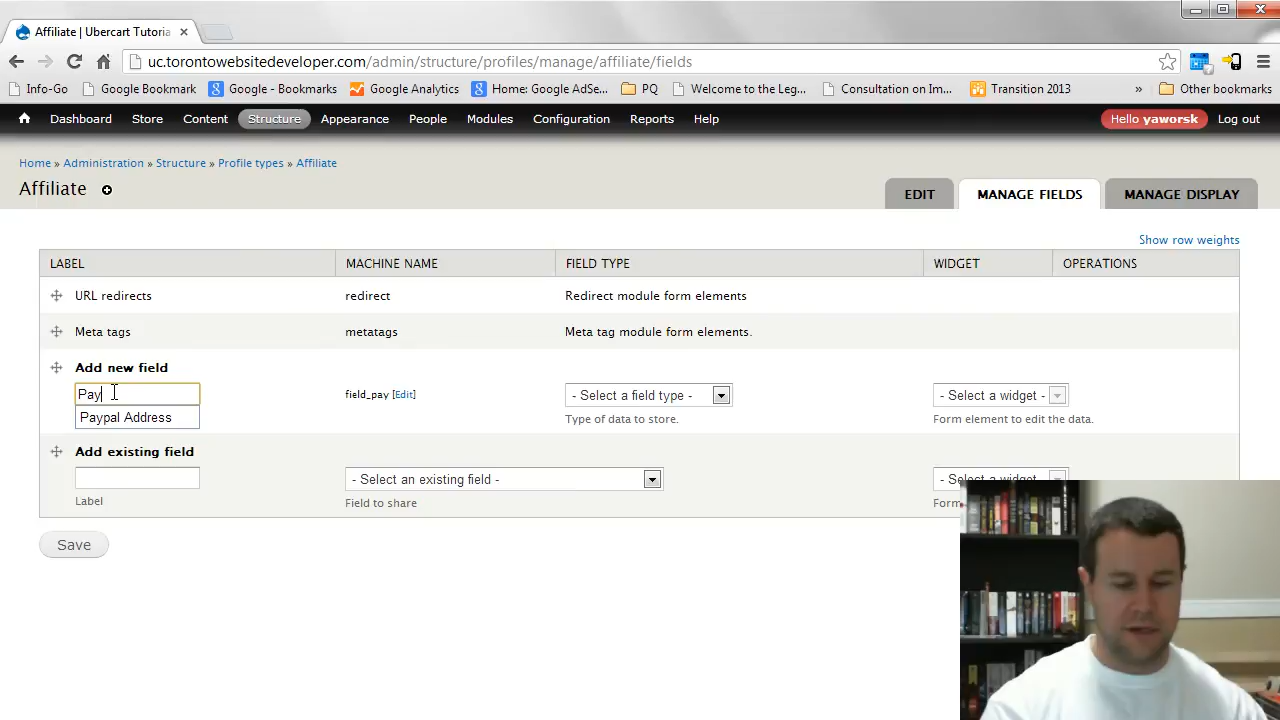 Affiliate | Ubercart Tutoria
uc.torontowebsitedeveloper.com/admin/structure/profiles/manage/affiliate/fields
Info-Go Google Bookmark Google Bookmarks Google Analytics Home: Google AdSe... PQ Welcome to the Leg... Consultation on Im... Transition 2013 » Other bookmarks
Dashboard Store Content Structure Appearance People Modules Configuration Reports Help Hello yaworsk Log out
Home » Administration » Structure » Profile types » Affiliate
Affiliate EDIT MANAGE FIELDS MANAGE DISPLAY
Show row weights
LABEL MACHINE NAME FIELD TYPE WIDGET OPERATIONS
URL redirects redirect Redirect module form elements
Meta tags metatags Meta tag module form elements.
Add new field
Pay field_pay [Edit] - Select a field type - - Select a widget -
Paypal Address Type of data to store. Form element to edit the data.
Add existing field
- Select an existing field - - Select a widget -
Label Field to share Form
Save